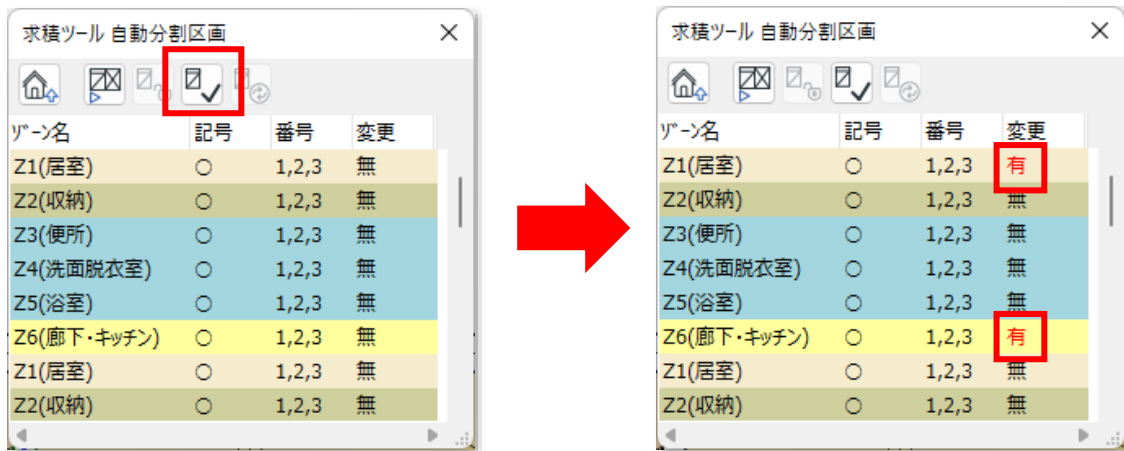 求積ツール 自動分割区画
ゾーン名 記号 番号 変更
Z1(居室) ○ 1,2,3 無
Z2(収納) ○ 1,2,3 無
Z3(便所) ○ 1,2,3 無
Z4(洗面脱衣室) ○ 1,2,3 無
Z5(浴室) ○ 1,2,3 無
Z6(廊下・キッチン) ○ 1,2,3 無
Z1(居室) ○ 1,2,3 無
Z2(収納) ○ 1,2,3 無
求積ツール 自動分割区画
ゾーン名 記号 番号 変更
Z1(居室) ○ 1,2,3 有
Z2(収納) ○ 1,2,3 無
Z3(便所) ○ 1,2,3 無
Z4(洗面脱衣室) ○ 1,2,3 無
Z5(浴室) ○ 1,2,3 無
Z6(廊下・キッチン) ○ 1,2,3 有
Z1(居室) ○ 1,2,3 無
Z2(収納) ○ 1,2,3 無